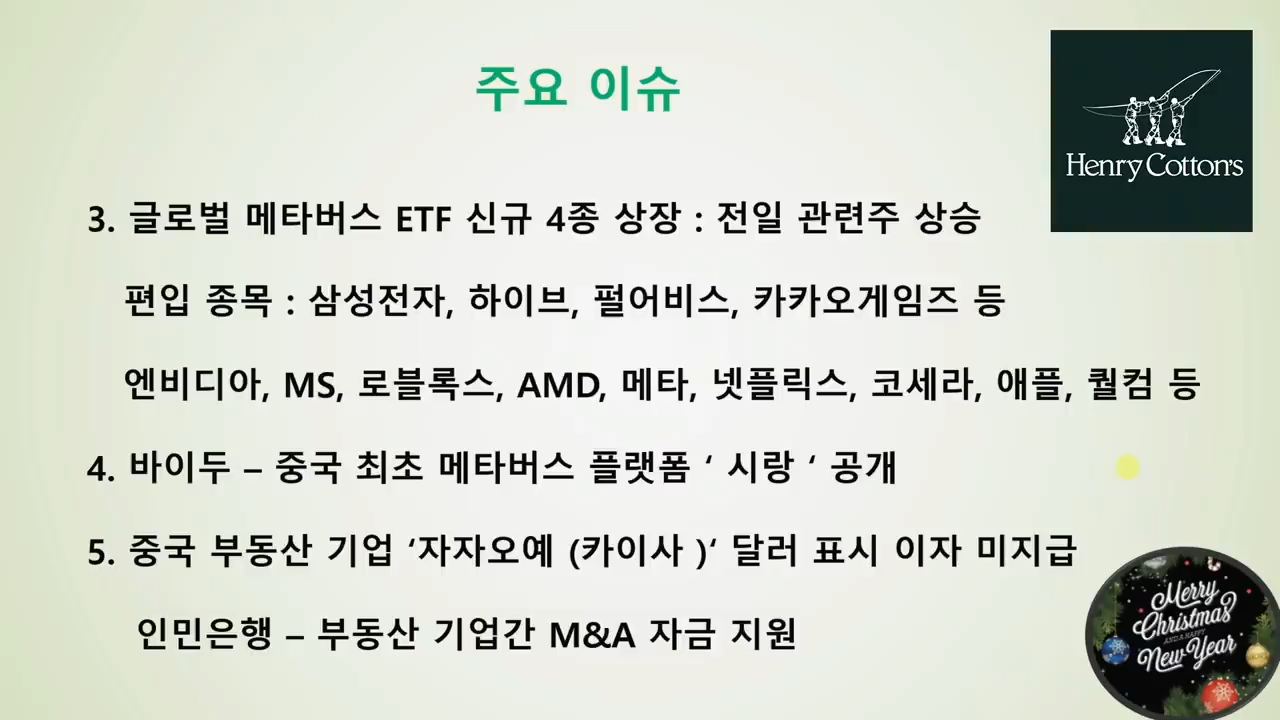 주요 이슈
Henry Cotton's
3. 글로벌 메타버스 ETF 신규 4종 상장 : 전일 관련주 상승
편입 종목 : 삼성전자, 하이브, 펄어비스, 카카오게임즈 등
엔비디아, MS, 로블록스, AMD, 메타, 넷플릭스, 코세라, 애플, 퀄컴 등
4. 바이두 – 중국 최초 메타버스 플랫폼 ‘ 시랑 ‘ 공개
5. 중국 부동산 기업 ‘자자오예 (카이사 )‘ 달러 표시 이자 미지급
인민은행 – 부동산 기업간 M&A 자금 지원
Merry
Christmas
AND A HAPPY
New Year